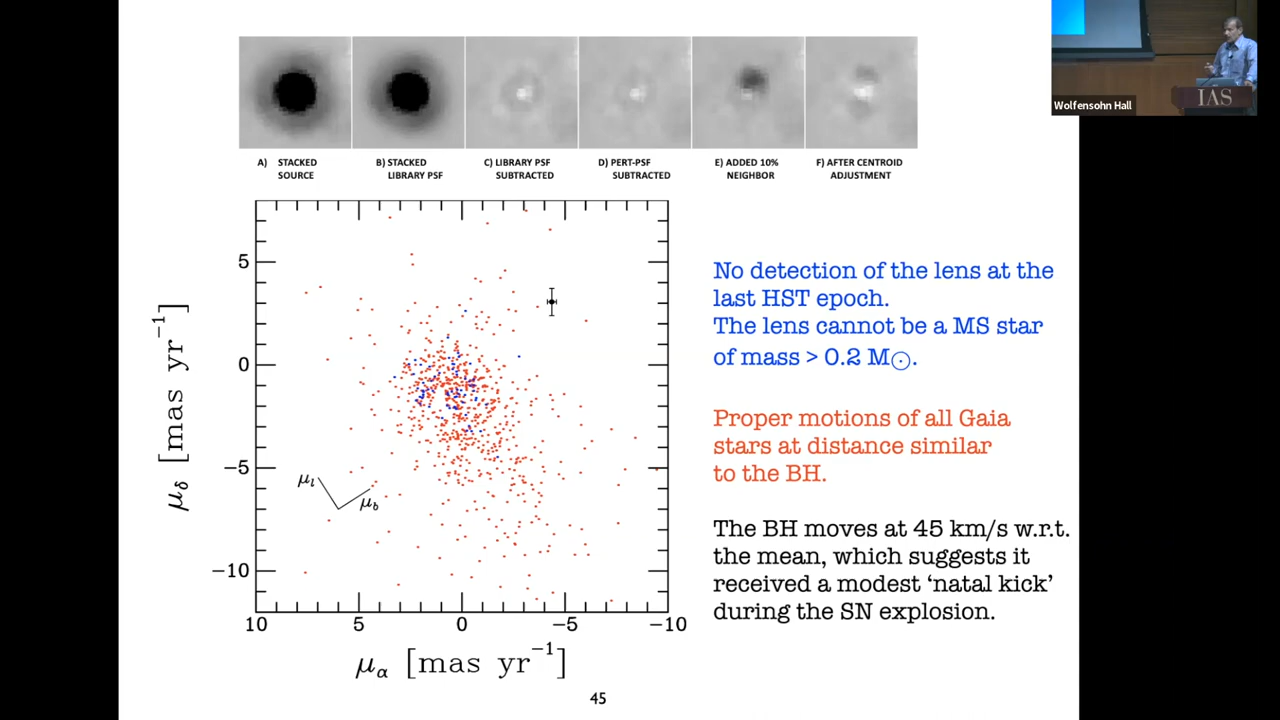 A) STACKED SOURCE
B) STACKED LIBRARY PSF
C) LIBRARY PSF SUBTRACTED
D) PERT-PSF SUBTRACTED
E) ADDED 10% NEIGHBOR
F) AFTER CENTROID ADJUSTMENT
Wolfensohn Hall
IAS
5
0
−5
−10
μδ [mas yr−1]
μl
μb
10 5 0 −5 −10
μα [mas yr−1]
No detection of the lens at the
last HST epoch.
The lens cannot be a MS star
of mass > 0.2 M☉.
Proper motions of all Gaia
stars at distance similar
to the BH.
The BH moves at 45 km/s w.r.t.
the mean, which suggests it
received a modest ‘natal kick’
during the SN explosion.
45